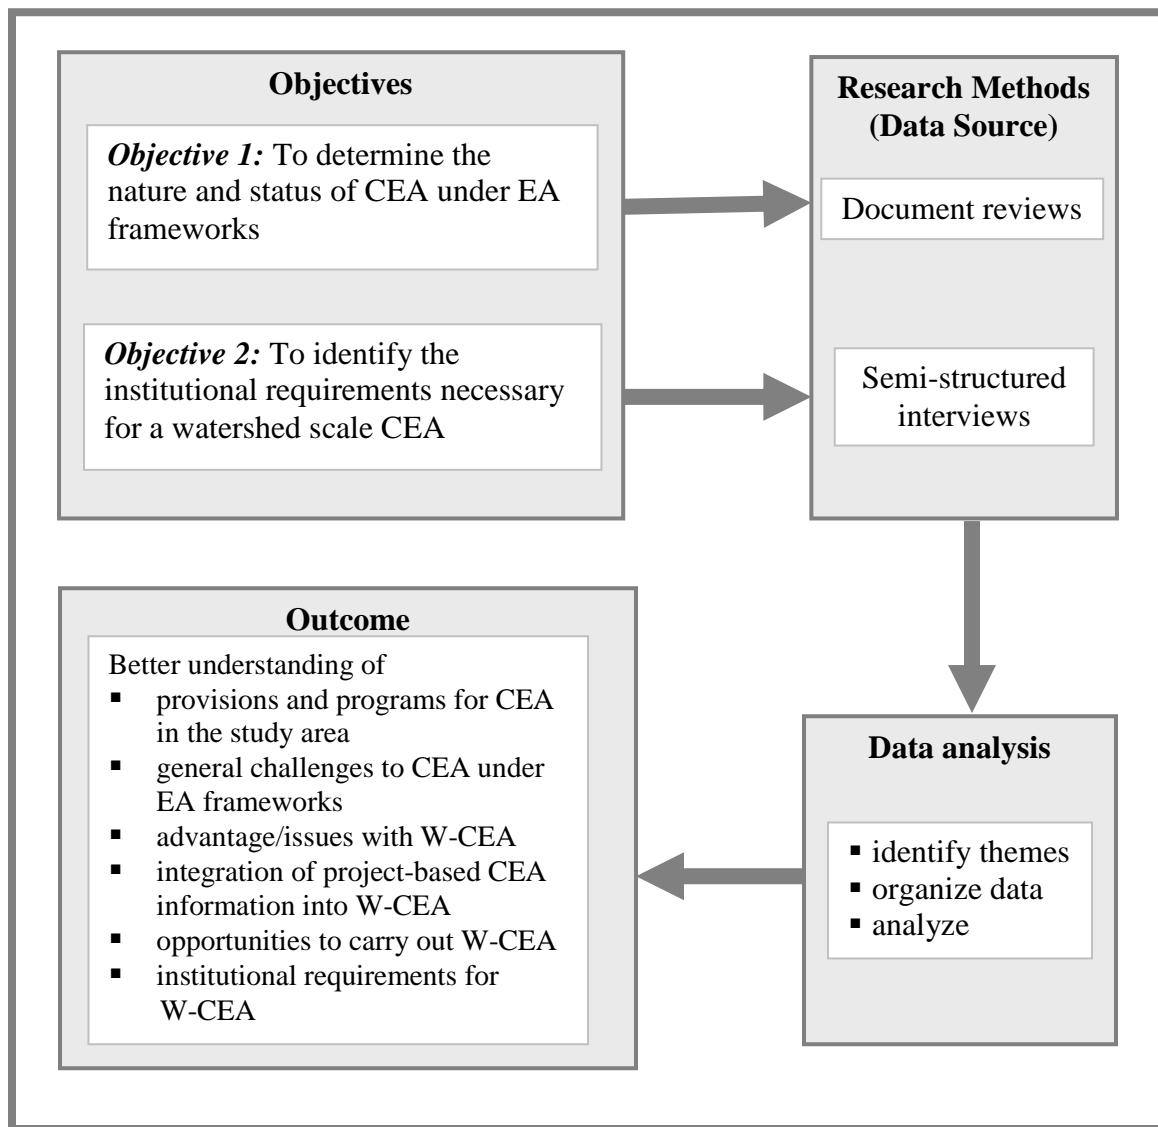 Objectives
Objective 1: To determine the
nature and status of CEA under EA
frameworks
Objective 2: To identify the
institutional requirements necessary
for a watershed scale CEA
Research Methods
(Data Source)
Document reviews
Semi-structured
interviews
Data analysis
▪ identify themes
▪ organize data
▪ analyze
Outcome
Better understanding of
▪ provisions and programs for CEA
in the study area
▪ general challenges to CEA under
EA frameworks
▪ advantage/issues with W-CEA
▪ integration of project-based CEA
information into W-CEA
▪ opportunities to carry out W-CEA
▪ institutional requirements for
W-CEA